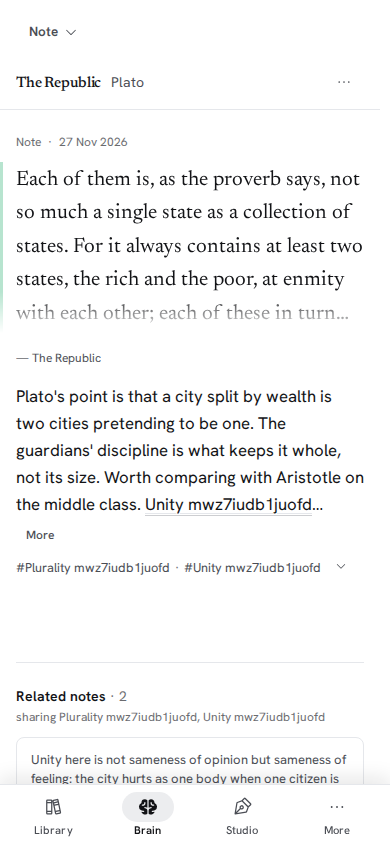 Note
The Republic Plato
Note · 27 Nov 2026
Each of them is, as the proverb says, not
so much a single state as a collection of
states. For it always contains at least two
states, the rich and the poor, at enmity
with each other; each of these in turn...
— The Republic
Plato's point is that a city split by wealth is
two cities pretending to be one. The
guardians' discipline is what keeps it whole,
not its size. Worth comparing with Aristotle on
the middle class. Unity mwz7iudb1juofd...
More
#Plurality mwz7iudb1juofd · #Unity mwz7iudb1juofd
Related notes · 2
sharing Plurality mwz7iudb1juofd, Unity mwz7iudb1juofd
Unity here is not sameness of opinion but sameness of
feeling: the city hurts as one body when one citizen is
Library
Brain
Studio
More